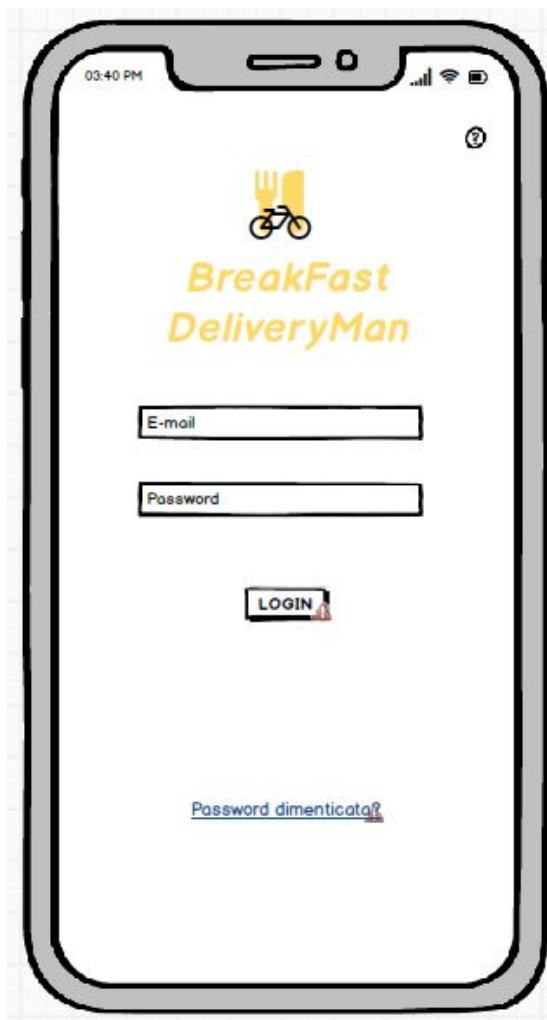 03:40 PM
BreakFast
DeliveryMan
E-mail
Password
LOGIN
Password dimenticata?